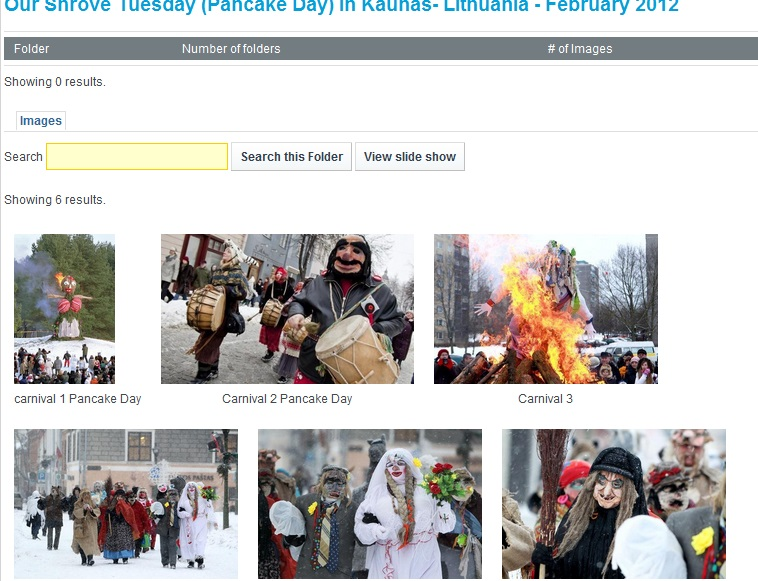 Our Shrove Tuesday (Pancake Day) in Kaunas- Lithuania - February 2012
Folder Number of folders # of Images
Showing 0 results.
Images
Search Search this Folder View slide show
Showing 6 results.
carnival 1 Pancake Day Carnival 2 Pancake Day Carnival 3
PAŠTAS